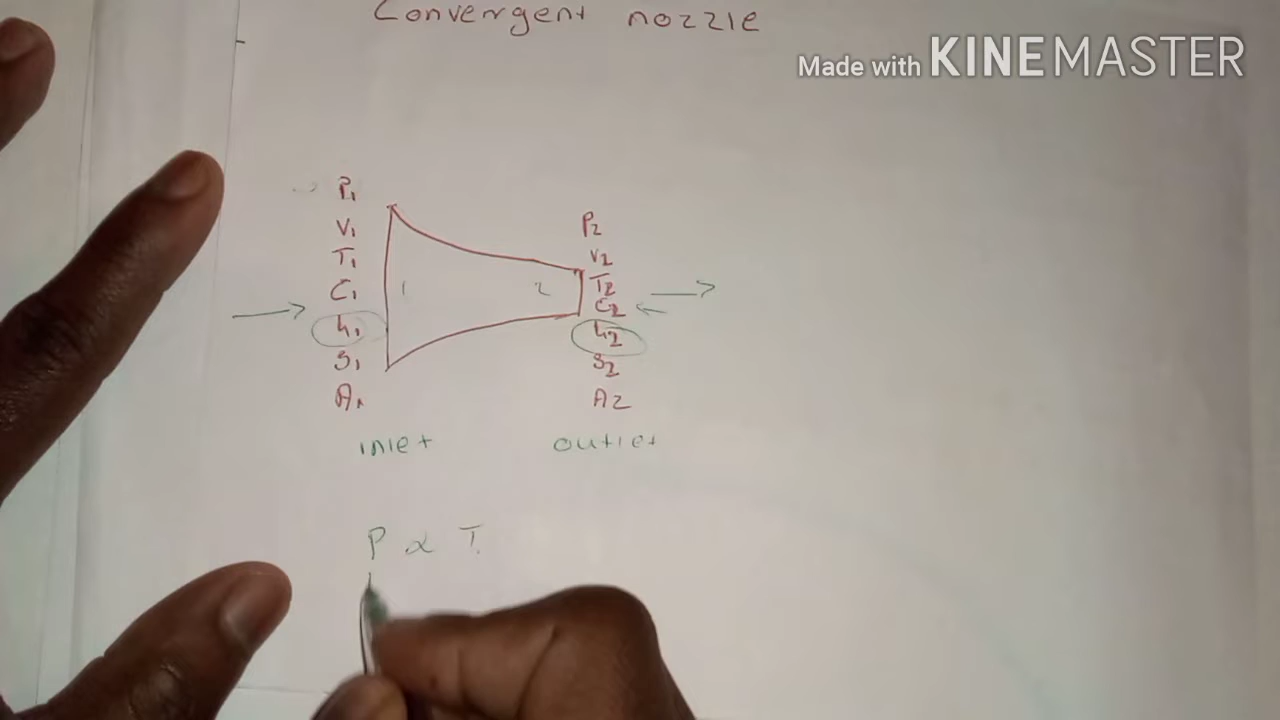 Convergent nozzle
Made with KINEMASTER
P1
V1
T1
C1
h1
S1
A1
1
2
P2
V2
T2
C2
h2
S2
A2
inlet
outlet
P ∝ T